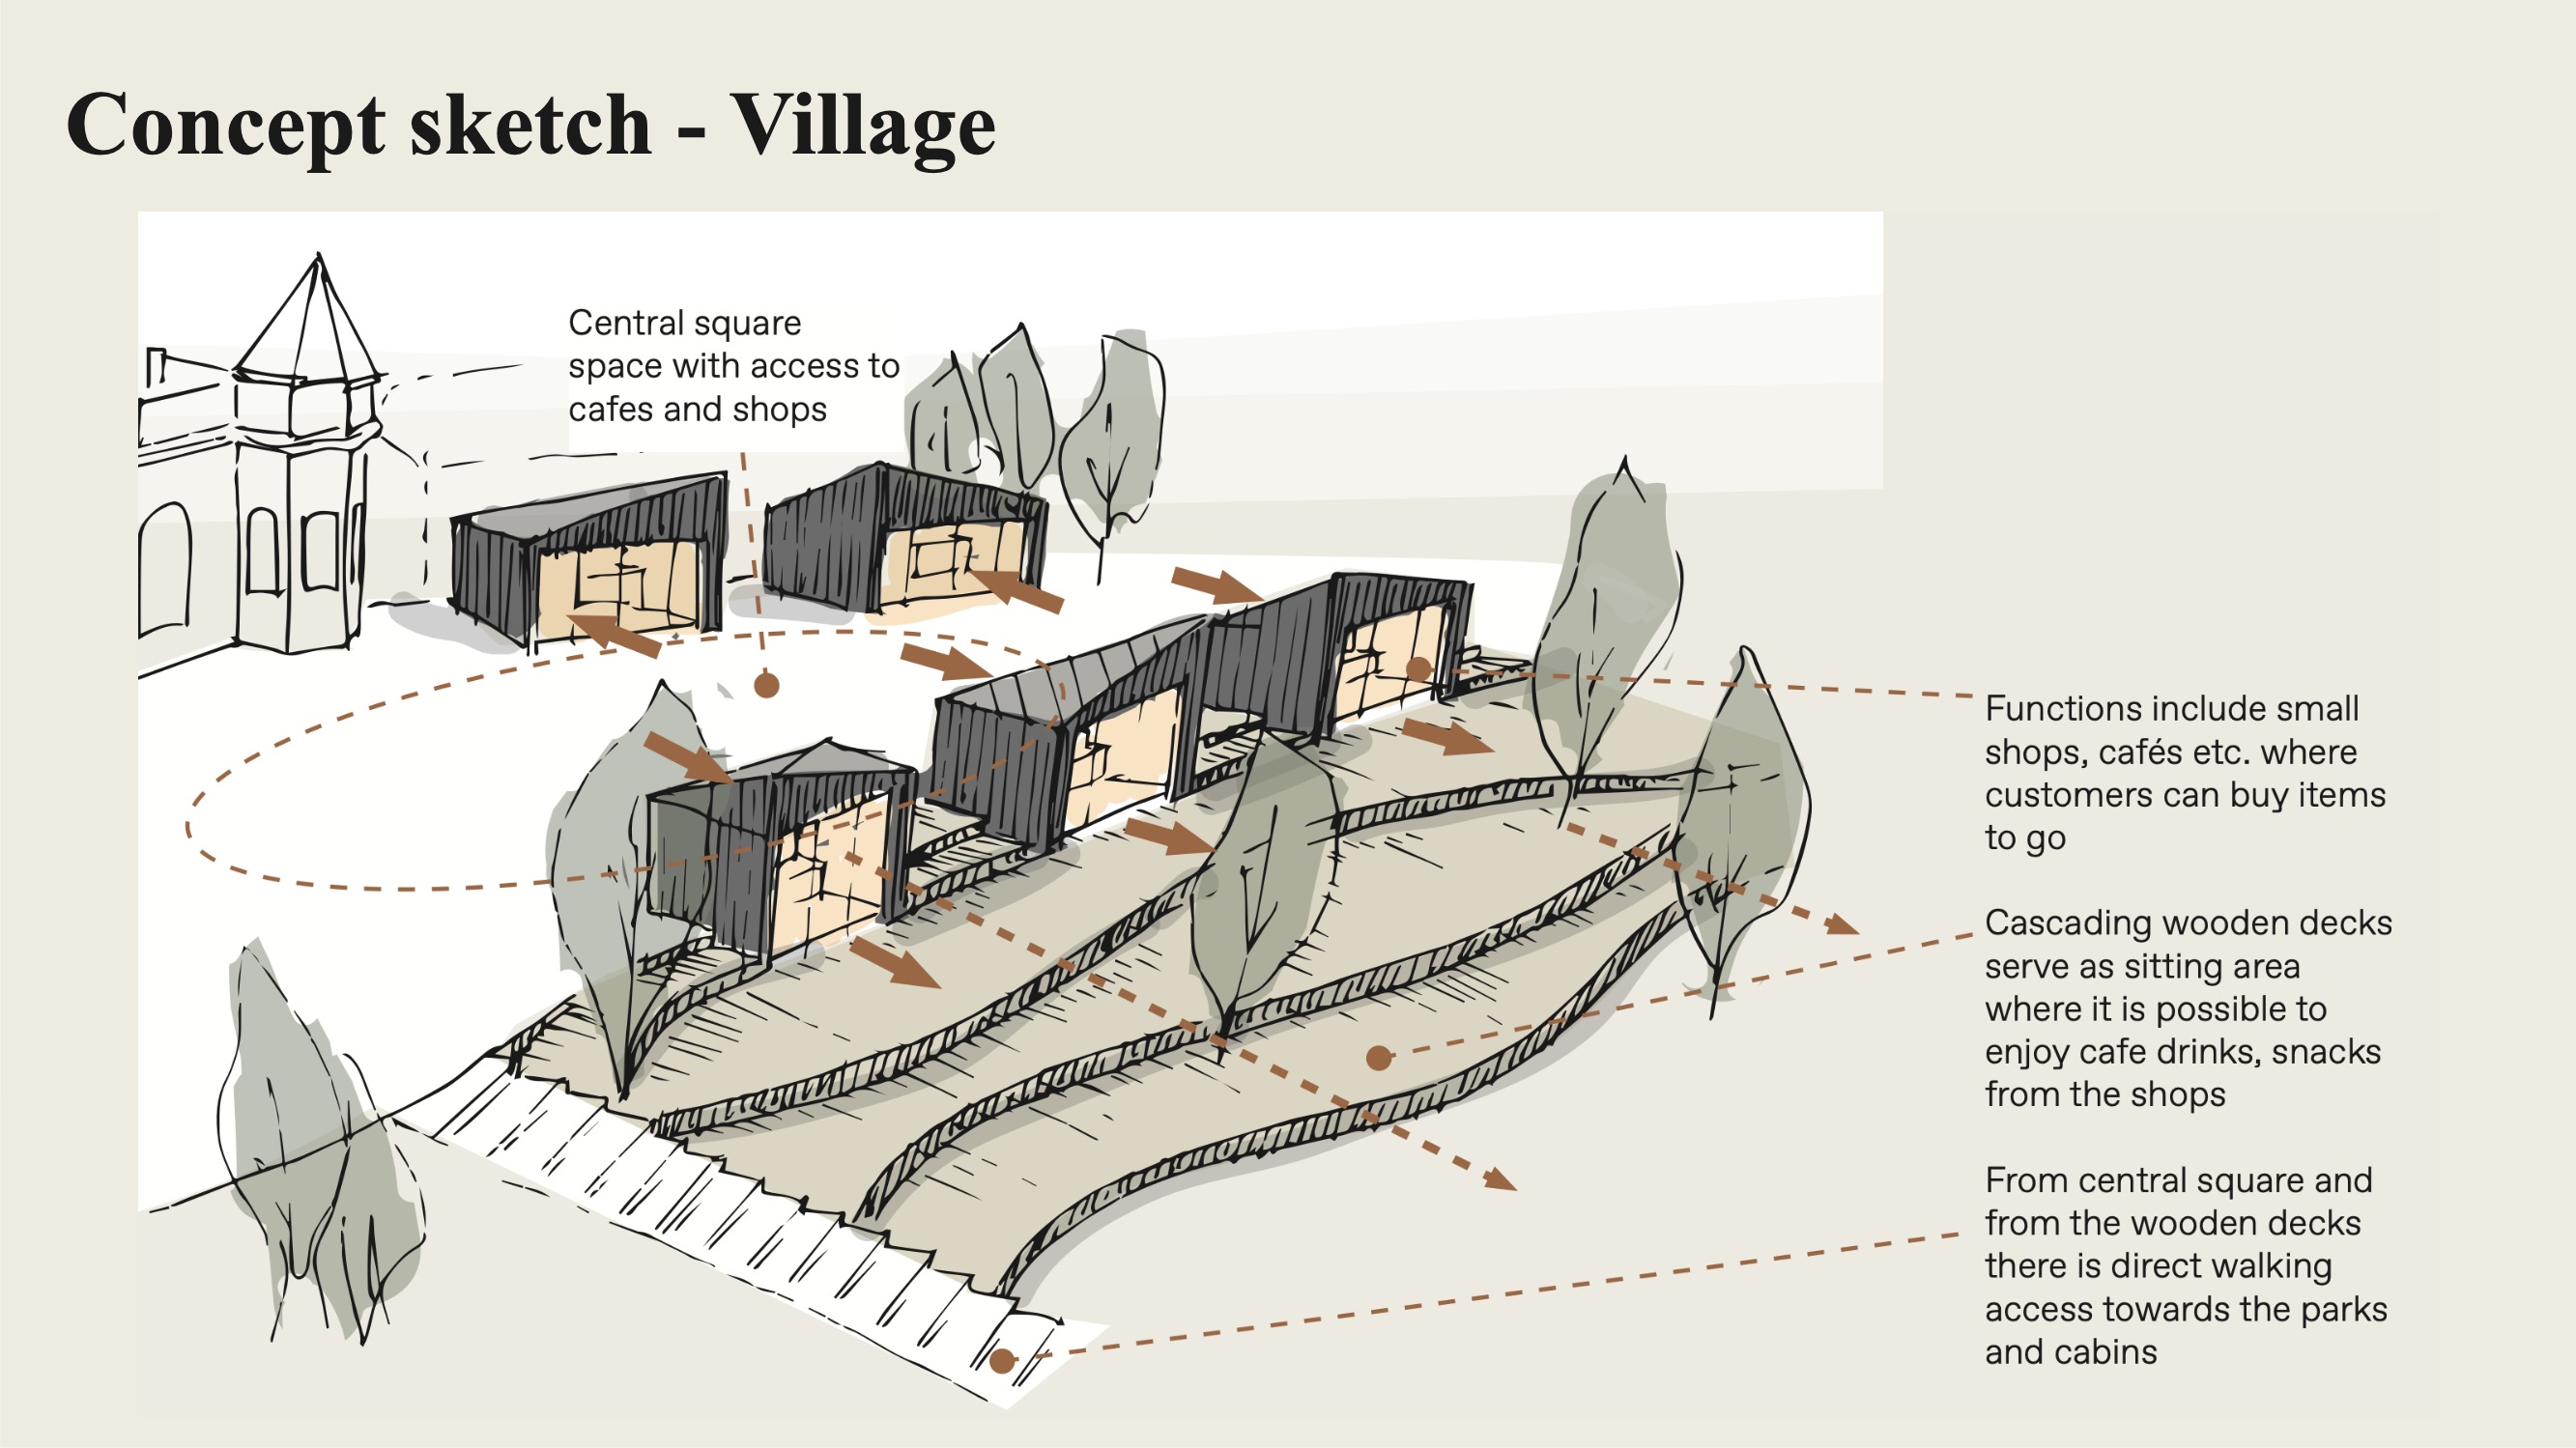 Concept sketch - Village
Central square
space with access to
cafes and shops
Functions include small
shops, cafés etc. where
customers can buy items
to go
Cascading wooden decks
serve as sitting area
where it is possible to
enjoy cafe drinks, snacks
from the shops
From central square and
from the wooden decks
there is direct walking
access towards the parks
and cabins